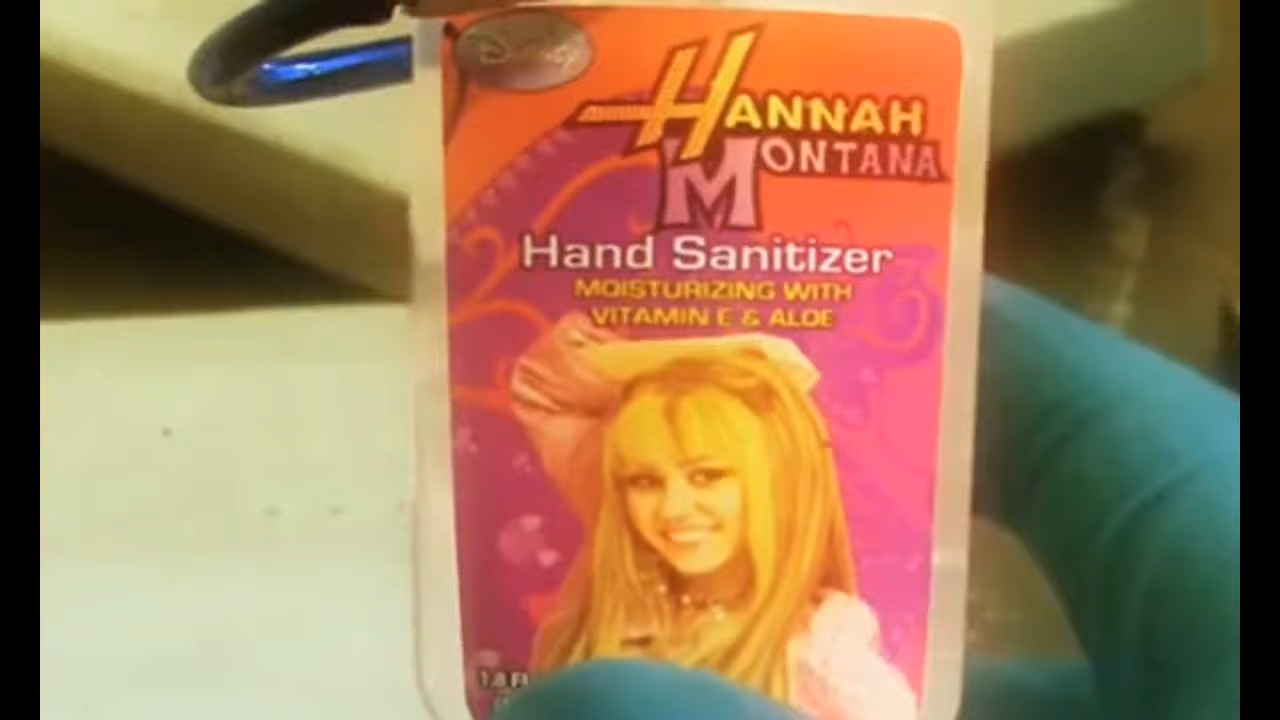 Disney
HANNAH
MONTANA
Hand Sanitizer
MOISTURIZING WITH
VITAMIN E & ALOE